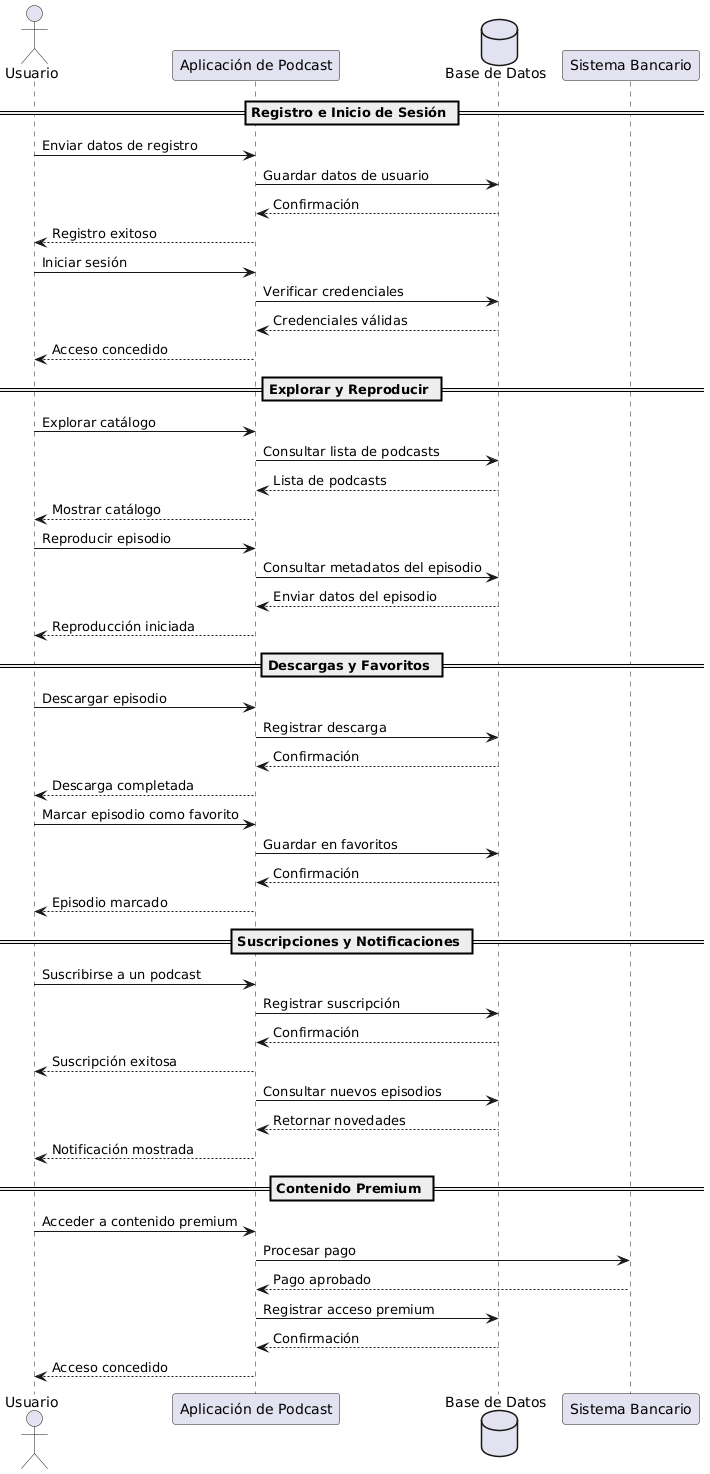 Usuario
Aplicación de Podcast
Base de Datos
Sistema Bancario
Registro e Inicio de Sesión
Enviar datos de registro
Guardar datos de usuario
Confirmación
Registro exitoso
Iniciar sesión
Verificar credenciales
Credenciales válidas
Acceso concedido
Explorar y Reproducir
Explorar catálogo
Consultar lista de podcasts
Lista de podcasts
Mostrar catálogo
Reproducir episodio
Consultar metadatos del episodio
Enviar datos del episodio
Reproducción iniciada
Descargas y Favoritos
Descargar episodio
Registrar descarga
Confirmación
Descarga completada
Marcar episodio como favorito
Guardar en favoritos
Confirmación
Episodio marcado
Suscripciones y Notificaciones
Suscribirse a un podcast
Registrar suscripción
Confirmación
Suscripción exitosa
Consultar nuevos episodios
Retornar novedades
Notificación mostrada
Contenido Premium
Acceder a contenido premium
Procesar pago
Pago aprobado
Registrar acceso premium
Confirmación
Acceso concedido
Usuario
Aplicación de Podcast
Base de Datos
Sistema Bancario